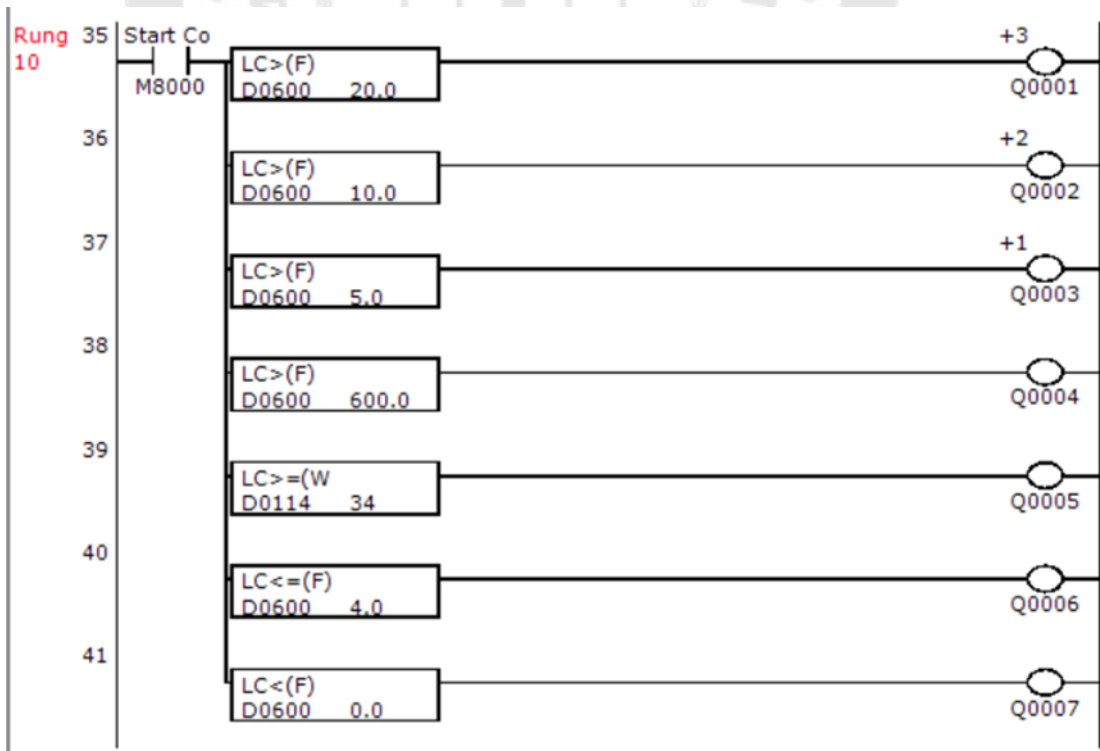 Rung 35 Start Co +3
10 LC>(F)
M8000 D0600 20.0 Q0001
36 +2
LC>(F)
D0600 10.0 Q0002
37 +1
LC>(F)
D0600 5.0 Q0003
38
LC>(F)
D0600 600.0 Q0004
39
LC>=(W
D0114 34 Q0005
40
LC<=(F)
D0600 4.0 Q0006
41
LC<(F)
D0600 0.0 Q0007